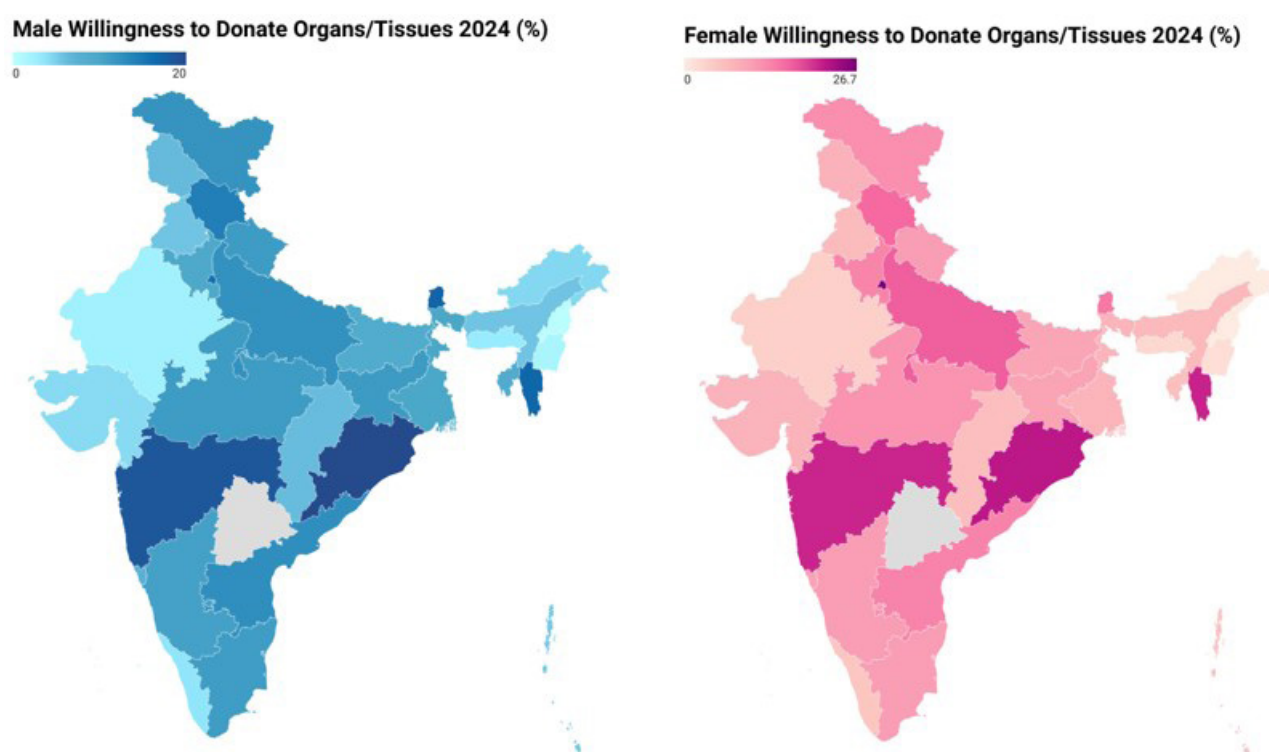 Male Willingness to Donate Organs/Tissues 2024 (%)
0 20
Female Willingness to Donate Organs/Tissues 2024 (%)
0 26.7